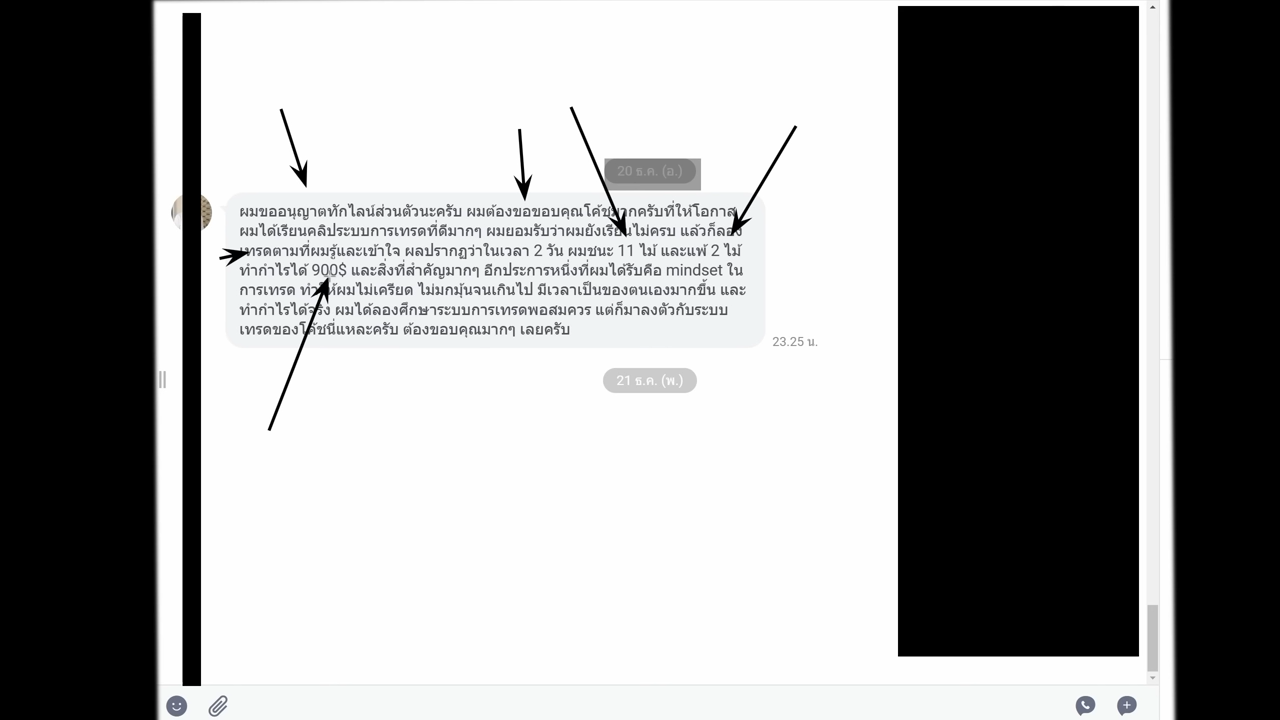 20 ธ.ค. (อ.)
ผมขออนุญาตทักไลน์ส่วนตัวนะครับ ผมต้องขอขอบคุณโค้ชมากครับที่ให้โอกาส
ผมได้เรียนคลิประบบการเทรดที่ดีมากๆ ผมยอมรับว่าผมยังเรียนไม่ครบ แล้วก็ลอง
เทรดตามที่ผมรู้และเข้าใจ ผลปรากฏว่าในเวลา 2 วัน ผมชนะ 11 ไม้ และแพ้ 2 ไม้
ทำกำไรได้ 900$ และสิ่งที่สำคัญมากๆ อีกประการหนึ่งที่ผมได้รับคือ mindset ใน
การเทรด ทำให้ผมไม่เครียด ไม่มกมุ้นจนเกินไป มีเวลาเป็นของตนเองมากขึ้น และ
ทำกำไรได้จริง ผมได้ลองศึกษาระบบการเทรดพอสมควร แต่ก็มาลงตัวกับระบบ
เทรดของโค้ชนี่แหละครับ ต้องขอบคุณมากๆ เลยครับ
23.25 น.
21 ธ.ค. (พ.)